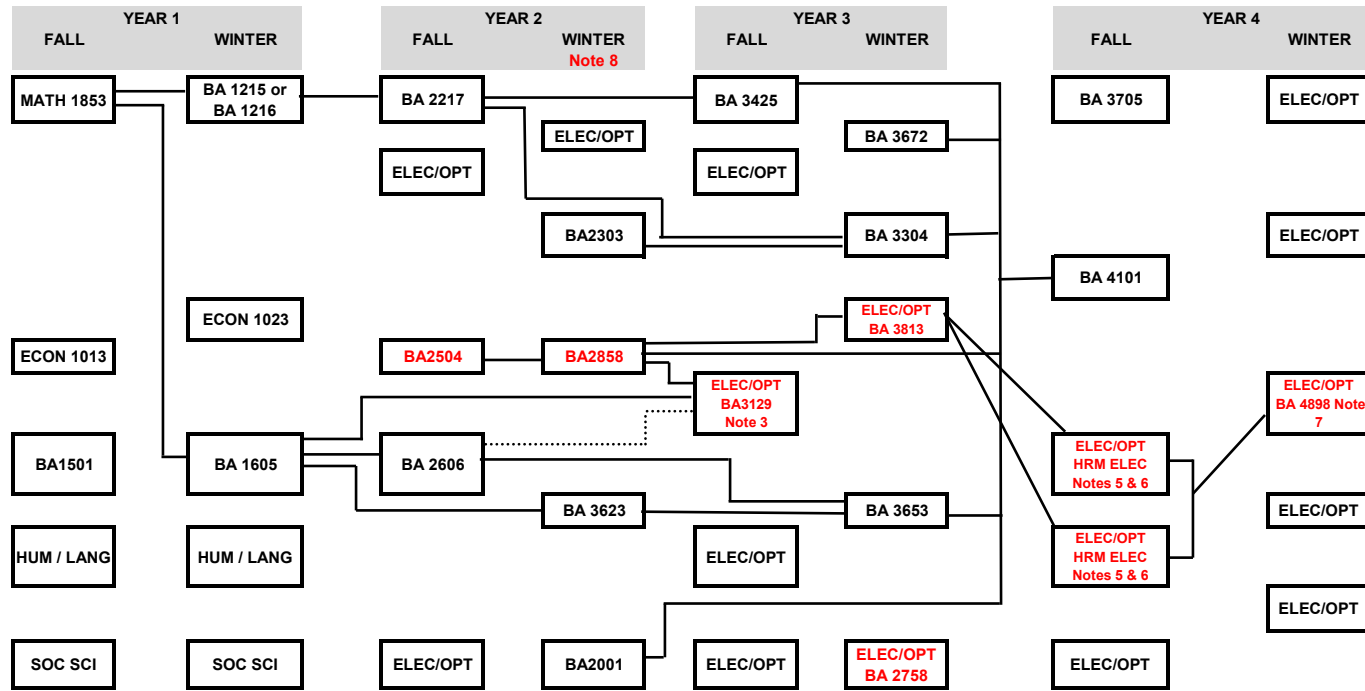 YEAR 1
YEAR 2
YEAR 3
YEAR 4
FALL
WINTER
FALL
WINTER
FALL
WINTER
FALL
WINTER
Note 8
MATH 1853
BA 1215 or
BA 1216
BA 2217
BA 3425
BA 3705
ELEC/OPT
ELEC/OPT
BA 3672
ELEC/OPT
ELEC/OPT
BA2303
BA 3304
ELEC/OPT
BA 4101
ECON 1023
ELEC/OPT
BA 3813
ECON 1013
BA2504
BA2858
ELEC/OPT
BA3129
Note 3
ELEC/OPT
BA 4898 Note
7
BA1501
BA 1605
BA 2606
ELEC/OPT
HRM ELEC
Notes 5 & 6
BA 3623
BA 3653
ELEC/OPT
HUM / LANG
HUM / LANG
ELEC/OPT
ELEC/OPT
HRM ELEC
Notes 5 & 6
ELEC/OPT
SOC SCI
SOC SCI
ELEC/OPT
BA2001
ELEC/OPT
ELEC/OPT
BA 2758
ELEC/OPT